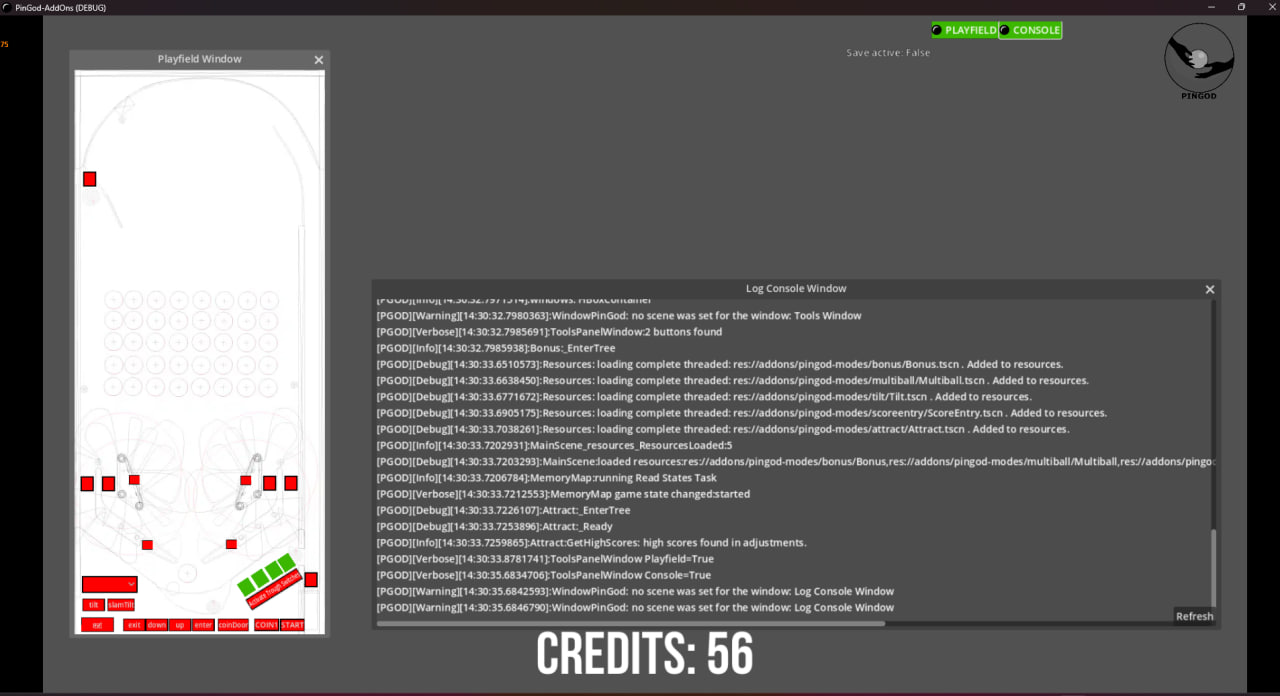 PinGod-AddOns (DEBUG)
75
PLAYFIELD
CONSOLE
Save active: False
PINGOD
Playfield Window
tilt
slamTilt
Activate Trough Switches
exit
down
up
enter
coinDoor
COIN1
START
Log Console Window
[PGOD][Info][14:30:32.7971514]:windows: HBoxContainer
[PGOD][Warning][14:30:32.7980363]:WindowPinGod: no scene was set for the window: Tools Window
[PGOD][Verbose][14:30:32.7985691]:ToolsPanelWindow:2 buttons found
[PGOD][Info][14:30:32.7985938]:Bonus:_EnterTree
[PGOD][Debug][14:30:33.6510573]:Resources: loading complete threaded: res://addons/pingod-modes/bonus/Bonus.tscn . Added to resources.
[PGOD][Debug][14:30:33.6638450]:Resources: loading complete threaded: res://addons/pingod-modes/multiball/Multiball.tscn . Added to resources.
[PGOD][Debug][14:30:33.6771672]:Resources: loading complete threaded: res://addons/pingod-modes/tilt/Tilt.tscn . Added to resources.
[PGOD][Debug][14:30:33.6905175]:Resources: loading complete threaded: res://addons/pingod-modes/scoreentry/ScoreEntry.tscn . Added to resources.
[PGOD][Debug][14:30:33.7038261]:Resources: loading complete threaded: res://addons/pingod-modes/attract/Attract.tscn . Added to resources.
[PGOD][Info][14:30:33.7202931]:MainScene_resources_ResourcesLoaded:5
[PGOD][Debug][14:30:33.7203293]:MainScene:loaded resources:res://addons/pingod-modes/bonus/Bonus,res://addons/pingod-modes/multiball/Multiball,res://addons/pingo
[PGOD][Info][14:30:33.7206784]:MemoryMap:running Read States Task
[PGOD][Verbose][14:30:33.7212553]:MemoryMap game state changed:started
[PGOD][Debug][14:30:33.7226107]:Attract:_EnterTree
[PGOD][Debug][14:30:33.7253896]:Attract:_Ready
[PGOD][Info][14:30:33.7259865]:Attract:GetHighScores: high scores found in adjustments.
[PGOD][Verbose][14:30:33.8781741]:ToolsPanelWindow Playfield=True
[PGOD][Verbose][14:30:35.6834706]:ToolsPanelWindow Console=True
[PGOD][Warning][14:30:35.6842593]:WindowPinGod: no scene was set for the window: Log Console Window
[PGOD][Warning][14:30:35.6846790]:WindowPinGod: no scene was set for the window: Log Console Window
Refresh
CREDITS: 56